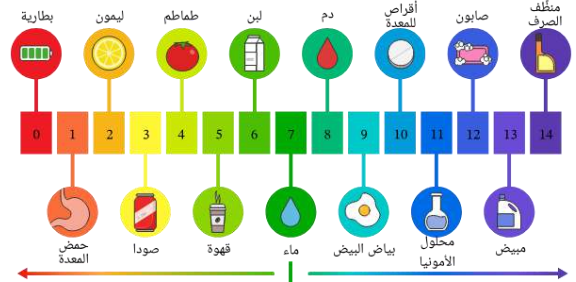 بطارية
ليمون
طماطم
لبن
دم
أقراص
للمعدة
صابون
منظّف
الصرف
0 1 2 3 4 5 6 7 8 9 10 11 12 13 14
حمض
المعدة
صودا
قهوة
ماء
بياض البيض
محلول
الأمونيا
مبيض